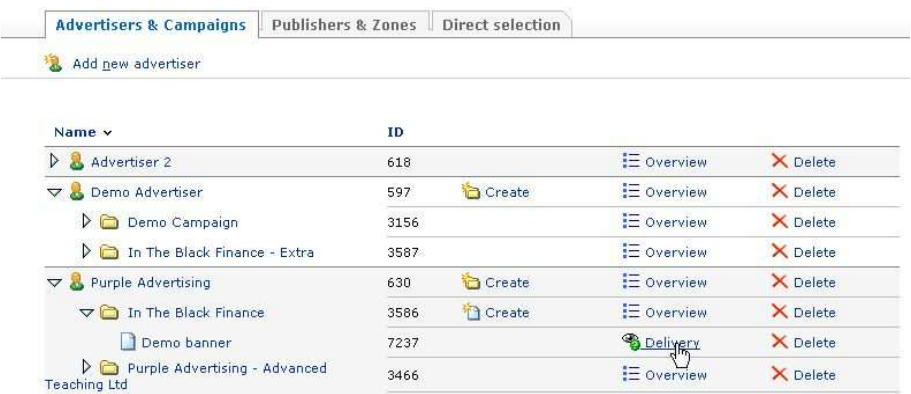 Advertisers & Campaigns Publishers & Zones Direct selection
Add new advertiser
Name ID
Advertiser 2 618 Overview Delete
Demo Advertiser 597 Create Overview Delete
Demo Campaign 3156 Overview Delete
In The Black Finance - Extra 3587 Overview Delete
Purple Advertising 630 Create Overview Delete
In The Black Finance 3586 Create Overview Delete
Demo banner 7237 Delivery Delete
Purple Advertising - Advanced
Teaching Ltd 3466 Overview Delete